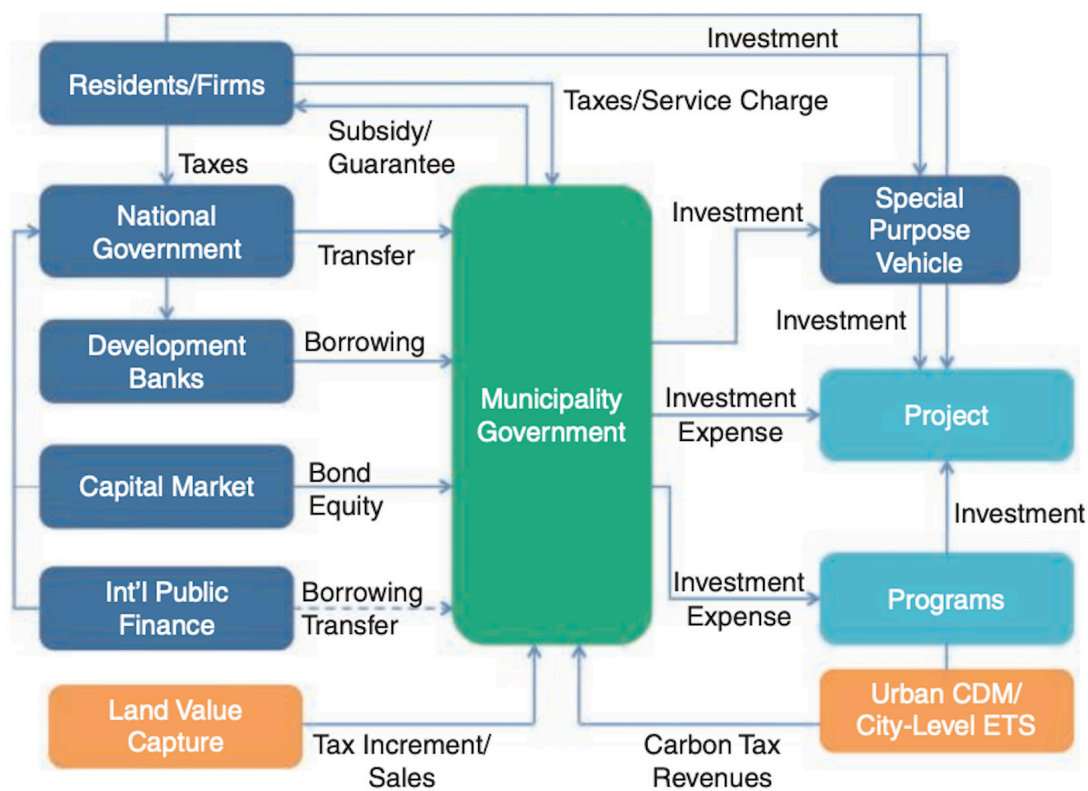 Investment
Residents/Firms
Taxes/Service Charge
Subsidy/
Guarantee
Taxes
National
Government
Transfer
Investment
Special
Purpose
Vehicle
Investment
Development
Banks
Borrowing
Municipality
Government
Investment
Expense
Project
Capital Market
Bond
Equity
Investment
Int'l Public
Finance
Borrowing
Transfer
Investment
Expense
Programs
Land Value
Capture
Tax Increment/
Sales
Carbon Tax
Revenues
Urban CDM/
City-Level ETS